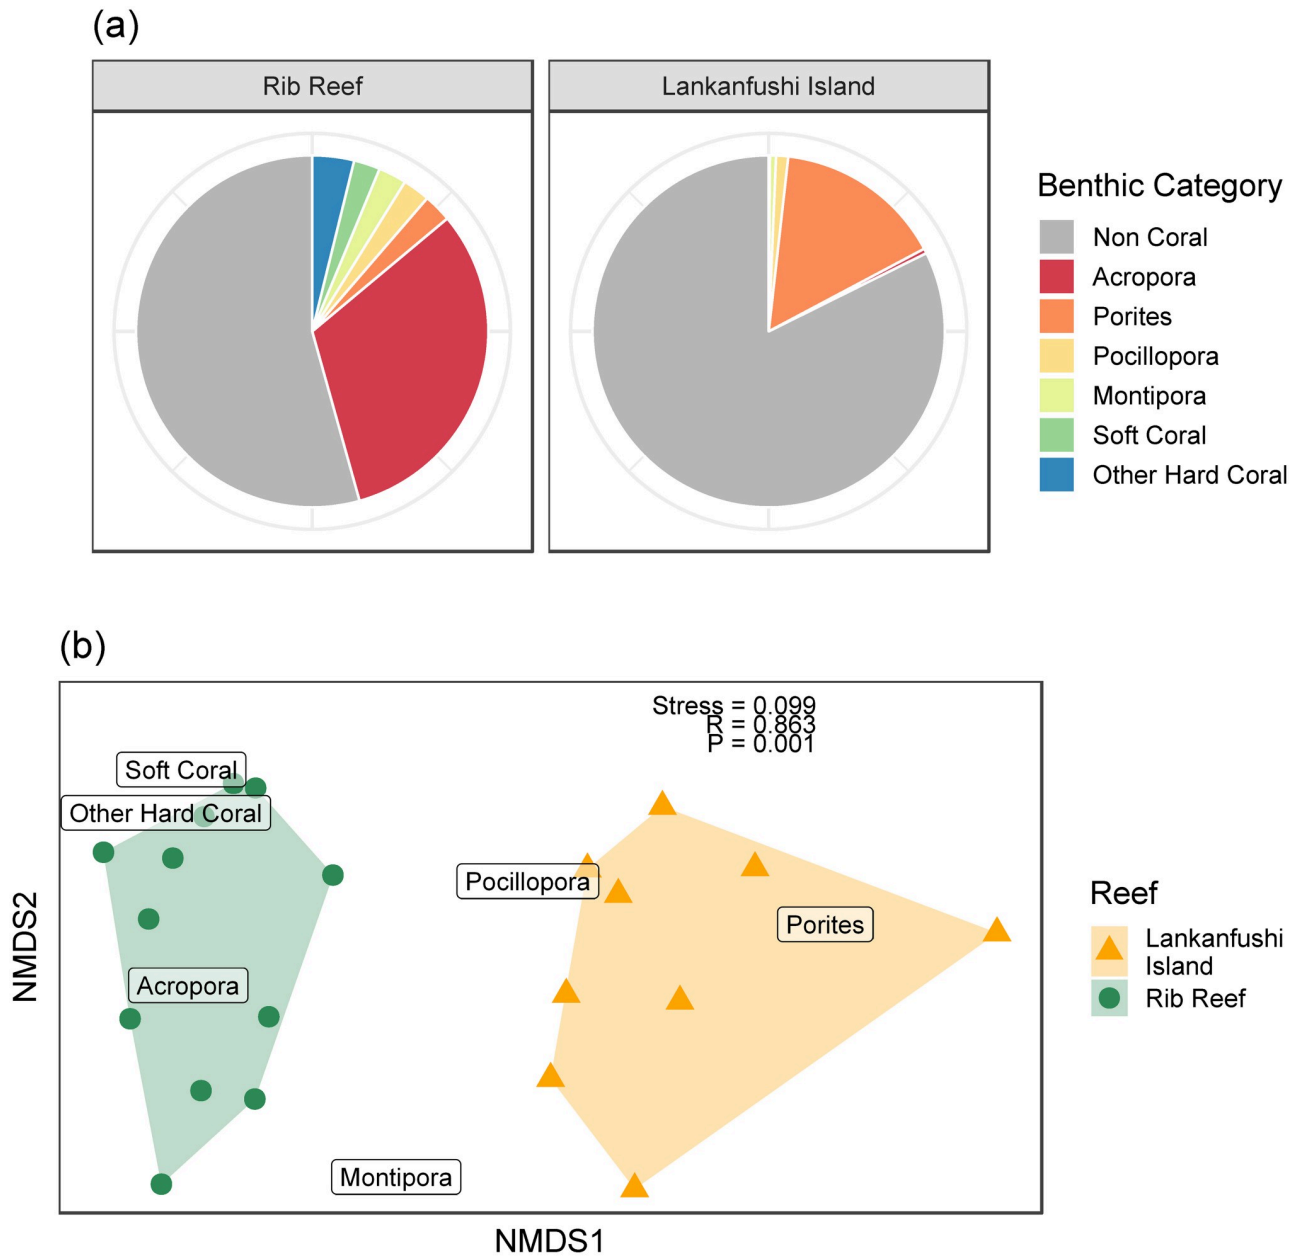 (a)
Rib Reef
Lankanfushi Island
Benthic Category
Non Coral
Acropora
Porites
Pocillopora
Montipora
Soft Coral
Other Hard Coral
(b)
Stress = 0.099
R = 0.863
P = 0.001
Soft Coral
Other Hard Coral
Pocillopora
Porites
Acropora
Montipora
NMDS2
NMDS1
Reef
Lankanfushi
Island
Rib Reef